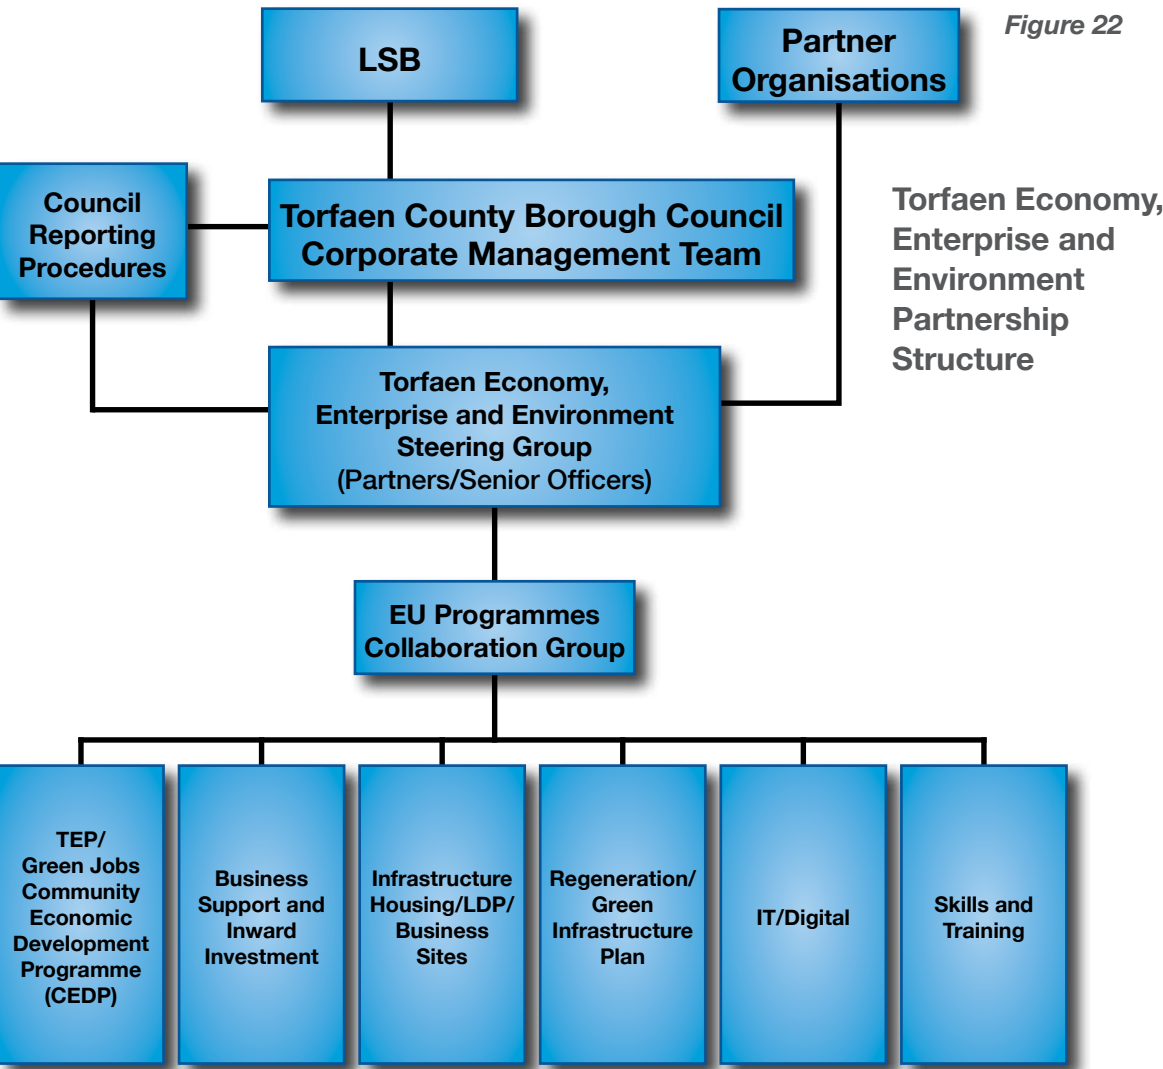 Figure 22
LSB
Partner
Organisations
Council
Reporting
Procedures
Torfaen County Borough Council
Corporate Management Team
Torfaen Economy,
Enterprise and
Environment
Partnership
Structure
Torfaen Economy,
Enterprise and Environment
Steering Group
(Partners/Senior Officers)
EU Programmes
Collaboration Group
TEP/
Green Jobs
Community
Economic
Development
Programme
(CEDP)
Business
Support and
Inward
Investment
Infrastructure
Housing/LDP/
Business
Sites
Regeneration/
Green
Infrastructure
Plan
IT/Digital
Skills and
Training